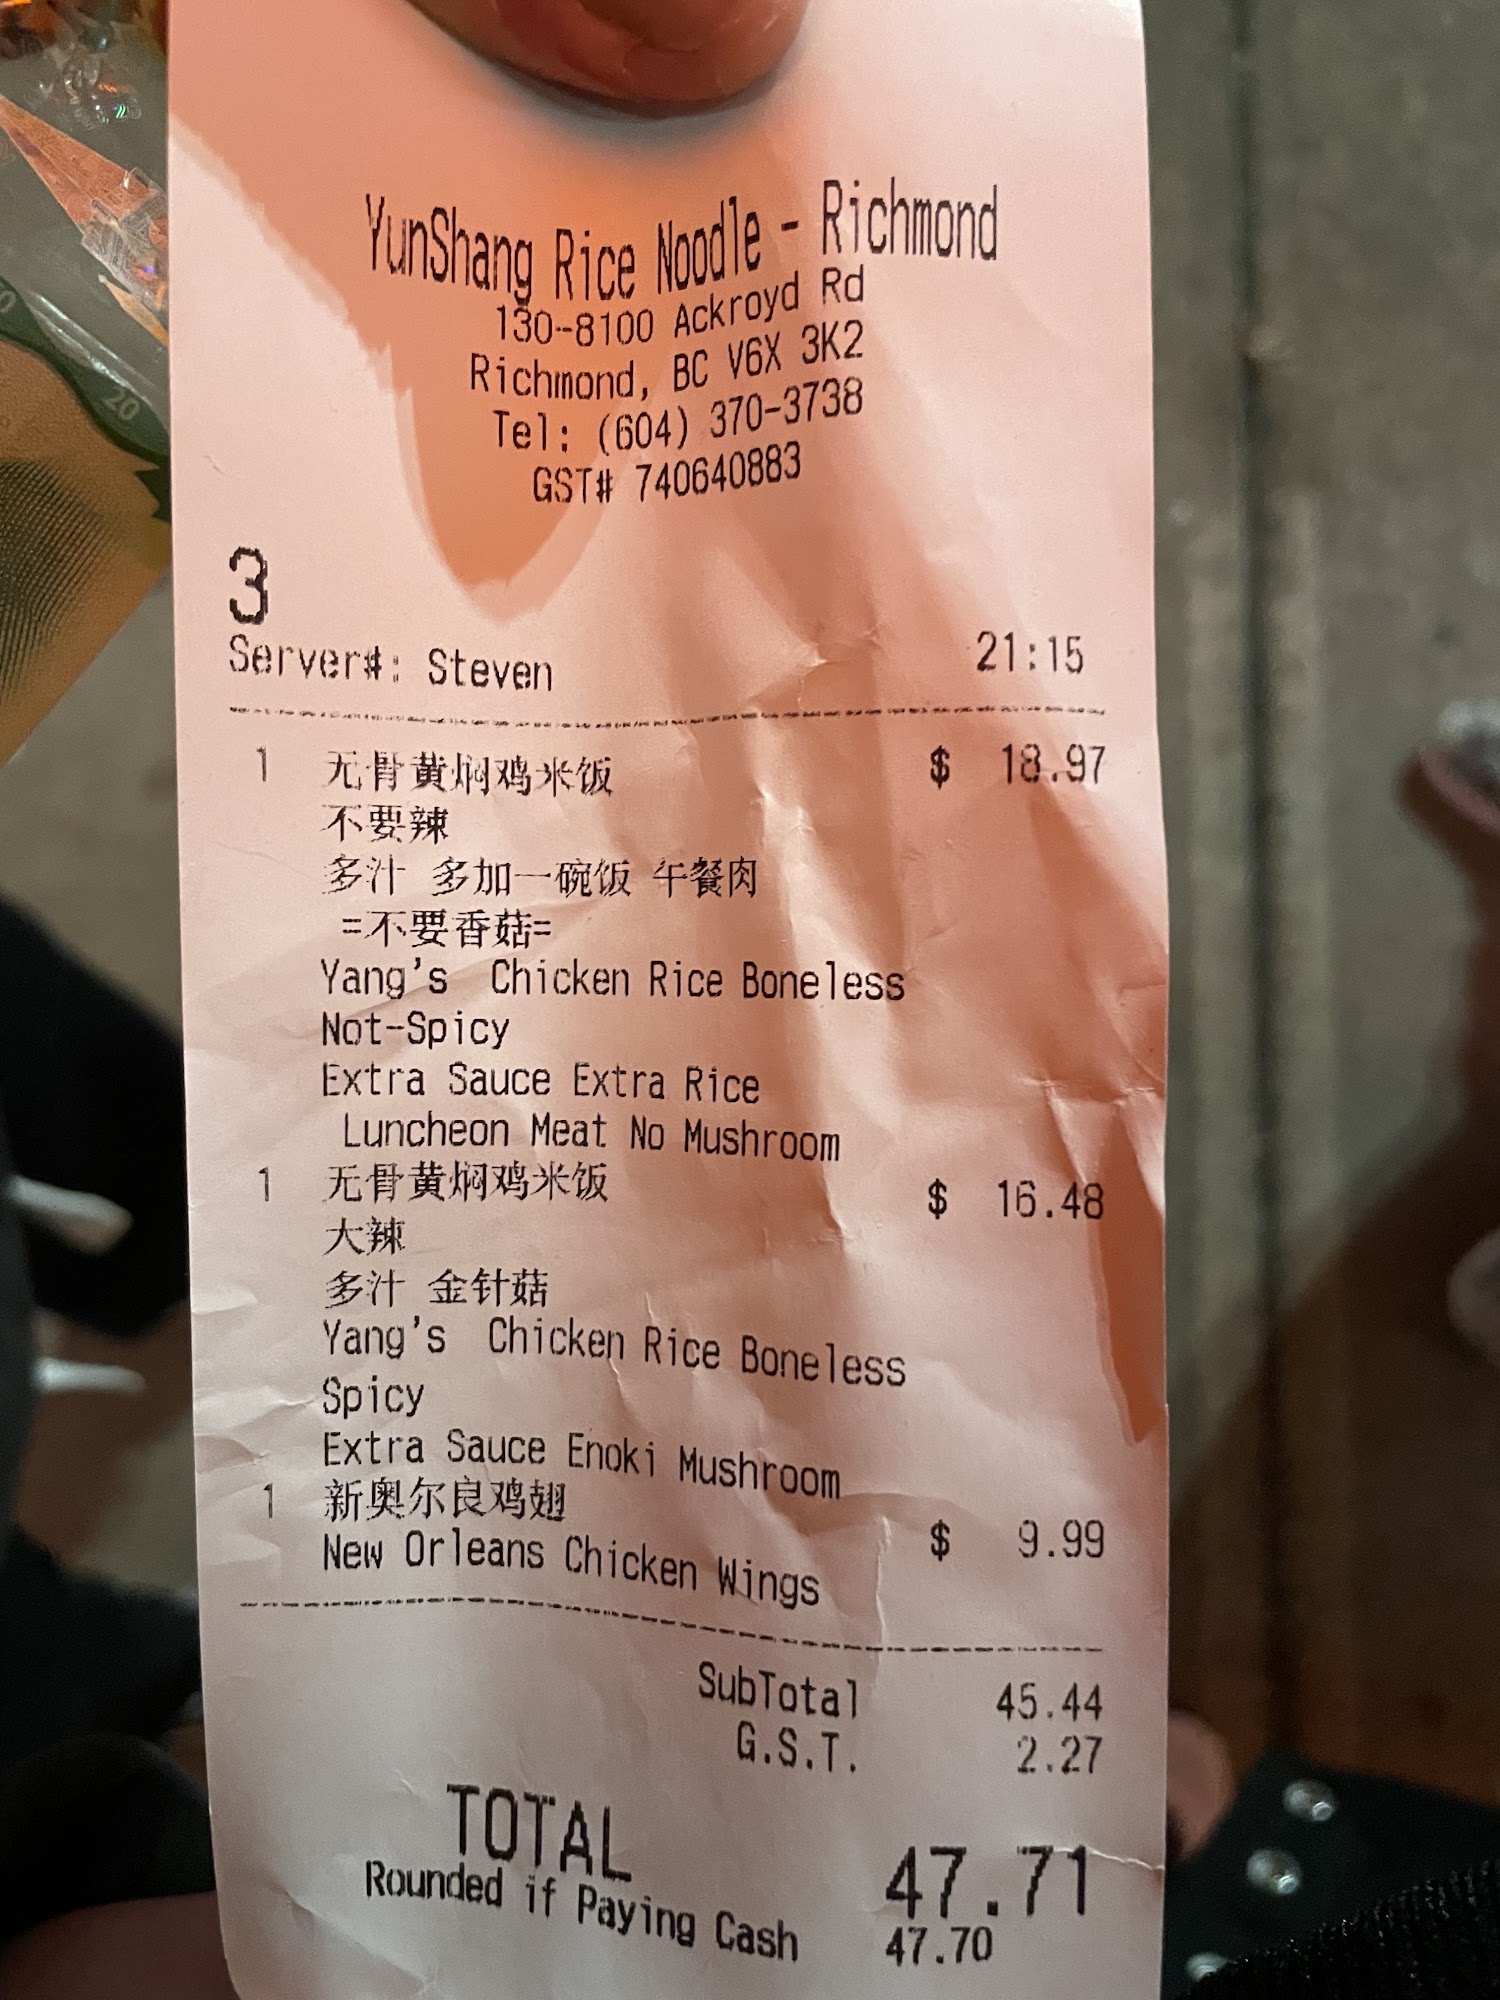 YunShang Rice Noodle - Richmond
130-8100 Ackroyd Rd
Richmond, BC V6X 3K2
Tel: (604) 370-3738
GST# 740640883
3
Server#: Steven 21:15
1 无骨黄焖鸡米饭 $ 18.97
不要辣
多汁 多加一碗饭 午餐肉
=不要香菇=
Yang's Chicken Rice Boneless
Not-Spicy
Extra Sauce Extra Rice
Luncheon Meat No Mushroom
1 无骨黄焖鸡米饭 $ 16.48
大辣
多汁 金针菇
Yang's Chicken Rice Boneless
Spicy
Extra Sauce Enoki Mushroom
1 新奥尔良鸡翅 $ 9.99
New Orleans Chicken Wings
SubTotal 45.44
G.S.T. 2.27
TOTAL 47.71
Rounded if Paying Cash 47.70
20